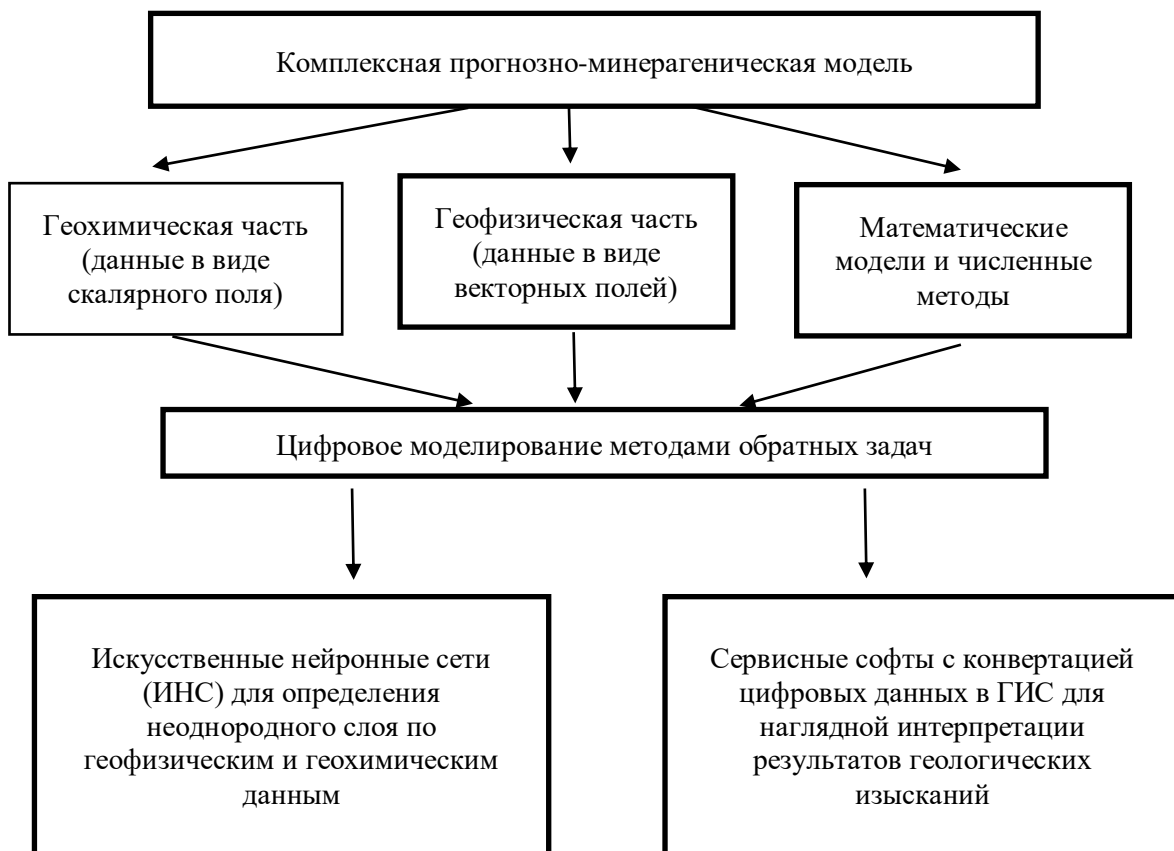 Комплексная прогнозно-минерагеническая модель
Геохимическая часть
(данные в виде
скалярного поля)
Геофизическая часть
(данные в виде
векторных полей)
Математические
модели и численные
методы
Цифровое моделирование методами обратных задач
Искусственные нейронные сети
(ИНС) для определения
неоднородного слоя по
геофизическим и геохимическим
данным
Сервисные софты с конвертацией
цифровых данных в ГИС для
наглядной интерпретации
результатов геологических
изысканий